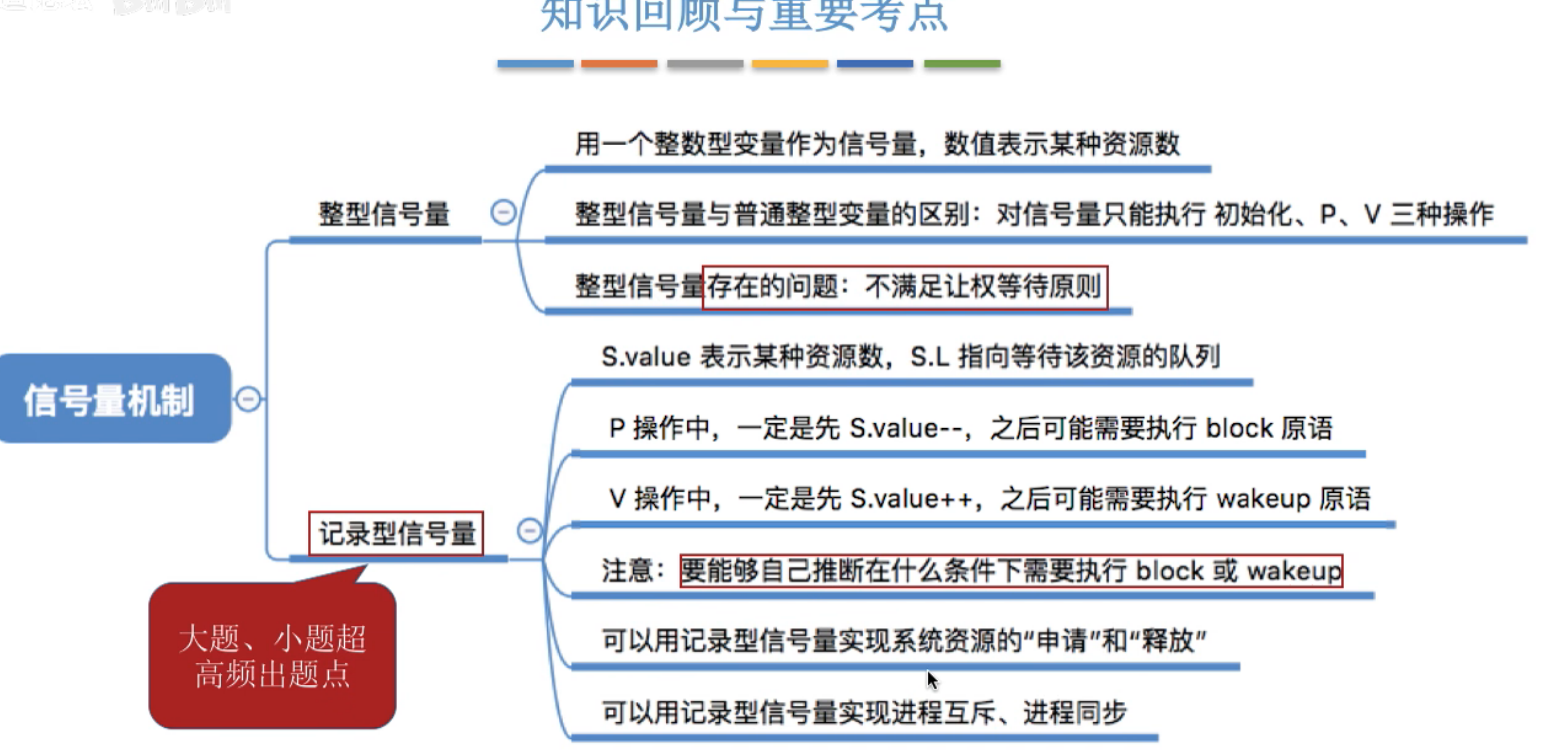 知识回顾与重要考点
用一个整数型变量作为信号量，数值表示某种资源数
整型信号量
整型信号量与普通整型变量的区别：对信号量只能执行 初始化、P、V 三种操作
整型信号量存在的问题：不满足让权等待原则
信号量机制
S.value 表示某种资源数，S.L 指向等待该资源的队列
P 操作中，一定是先 S.value--，之后可能需要执行 block 原语
V 操作中，一定是先 S.value++，之后可能需要执行 wakeup 原语
记录型信号量
注意：要能够自己推断在什么条件下需要执行 block 或 wakeup
可以用记录型信号量实现系统资源的“申请”和“释放”
可以用记录型信号量实现进程互斥、进程同步
大题、小题超
高频出题点